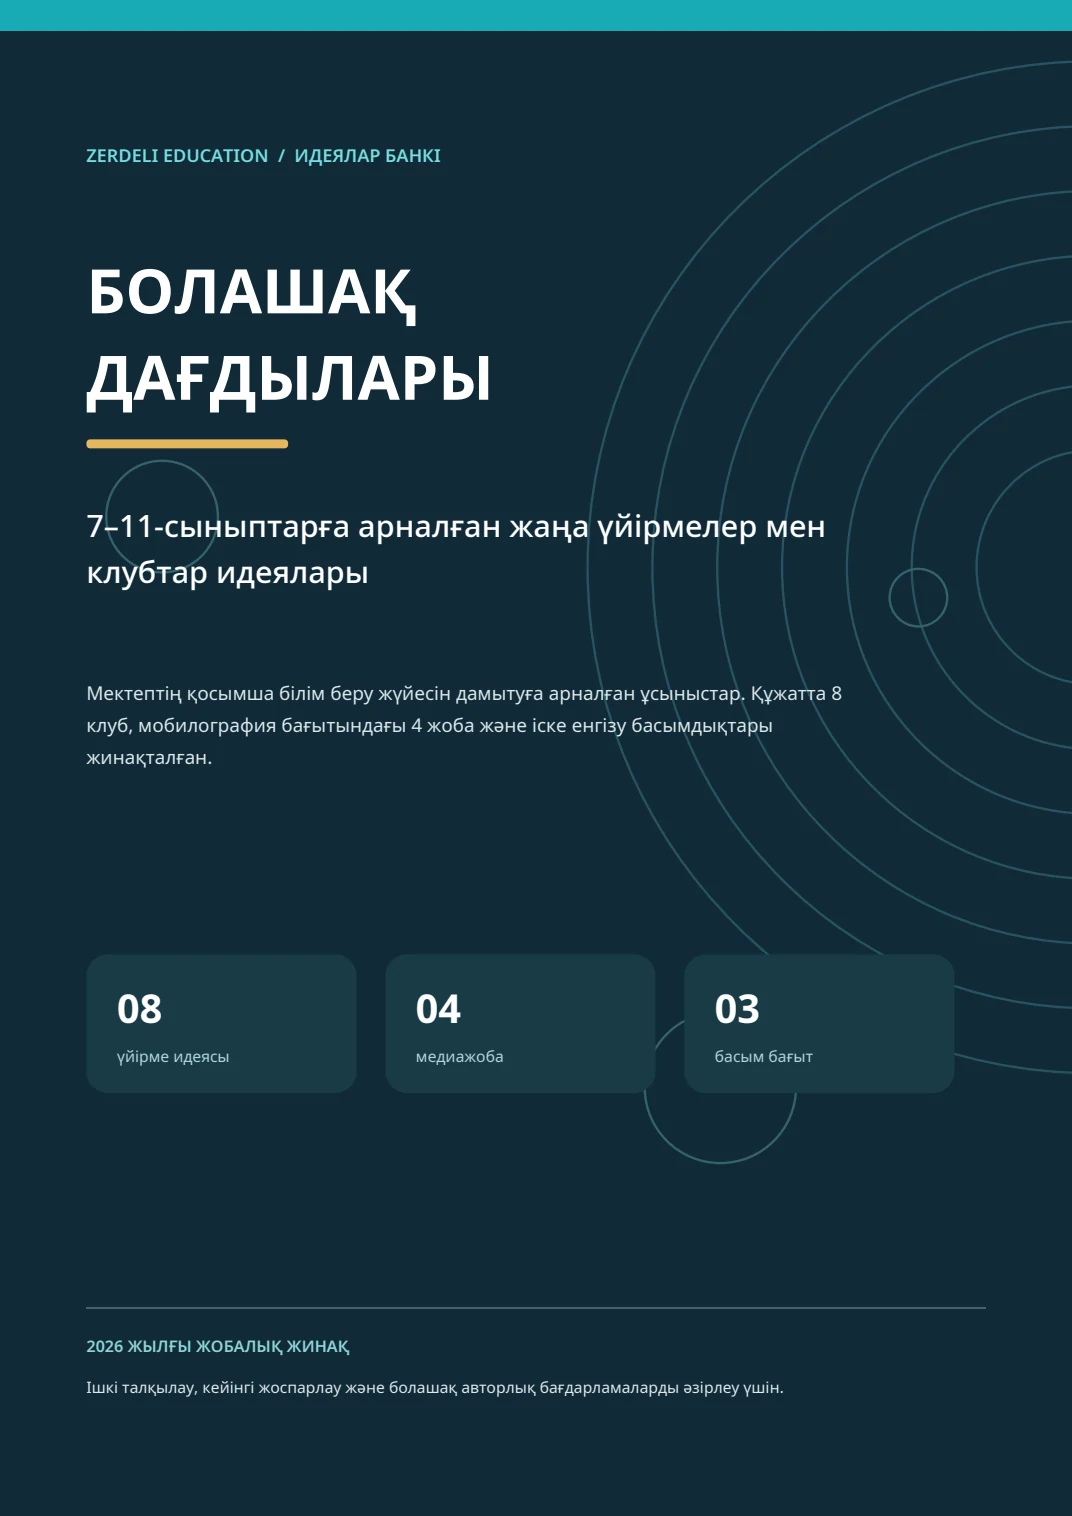 ZERDELI EDUCATION / ИДЕЯЛАР БАНКІ
БОЛАШАҚ
ДАҒДЫЛАРЫ
7–11-сыныптарға арналған жаңа үйірмелер мен
клубтар идеялары
Мектептің қосымша білім беру жүйесін дамытуға арналған ұсыныстар. Құжатта 8
клуб, мобилография бағытындағы 4 жоба және іске енгізу басымдықтары
жинақталған.
08
үйірме идеясы
04
медиажоба
03
басым бағыт
2026 ЖЫЛҒЫ ЖОБАЛЫҚ ЖИНАҚ
Ішкі талқылау, кейінгі жоспарлау және болашақ авторлық бағдарламаларды әзірлеу үшін.